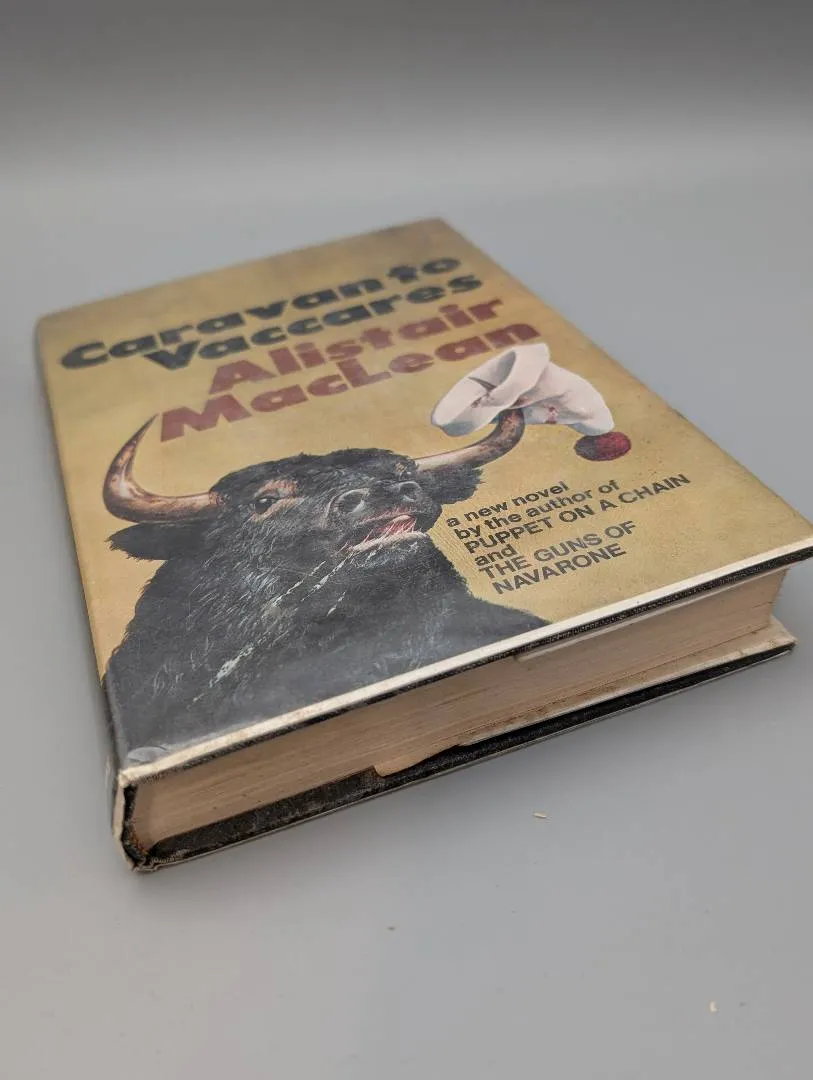 Caravan to
Vaccares
Alistair
MacLean
a new novel
by the author of
PUPPET ON A CHAIN
and
THE GUNS OF
NAVARONE